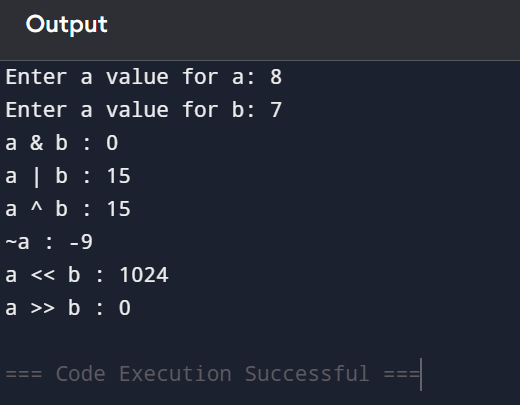 Output
Enter a value for a: 8
Enter a value for b: 7
a & b : 0
a | b : 15
a ^ b : 15
~a : -9
a << b : 1024
a >> b : 0
=== Code Execution Successful ===